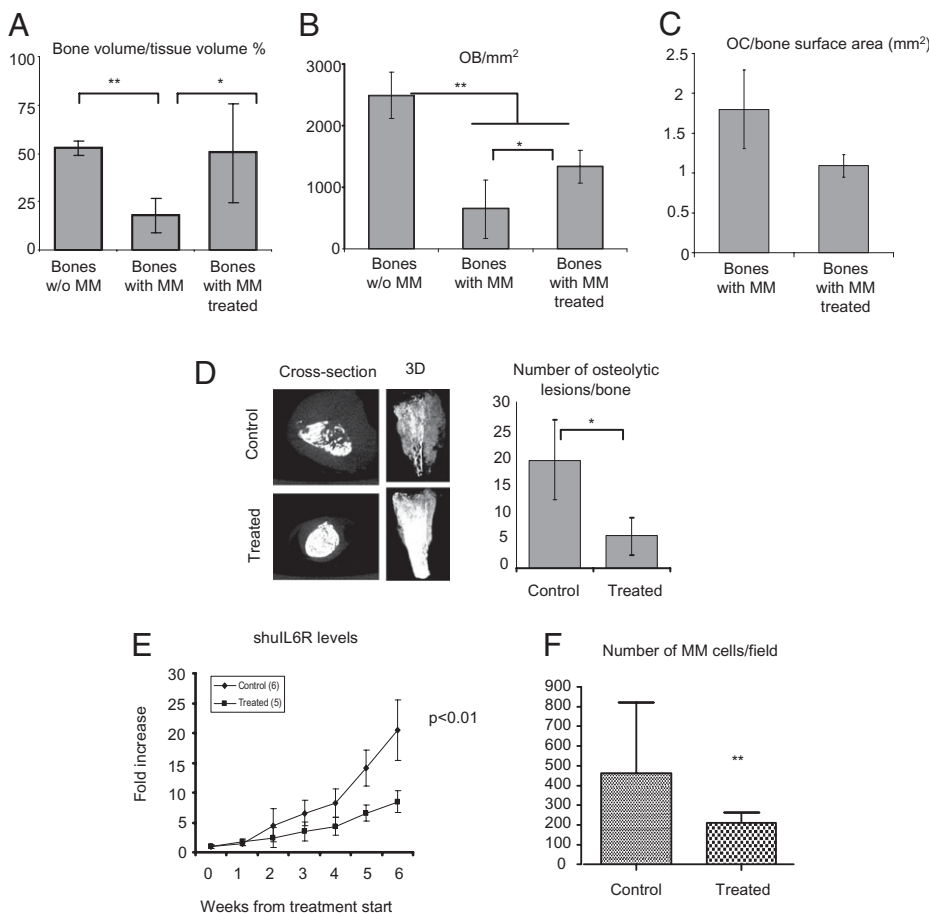 A
Bone volume/tissue volume %
100
75
50
25
0
**
*
Bones
w/o MM
Bones
with MM
Bones
with MM
treated
B
OB/mm²
3000
2000
1000
0
**
*
Bones
w/o MM
Bones
with MM
Bones
with MM
treated
C
OC/bone surface area (mm²)
2.5
2
1.5
1
0.5
0
Bones
with MM
Bones
with MM
treated
D
Cross-section
3D
Control
Treated
Number of osteolytic
lesions/bone
30
25
20
15
10
5
0
*
Control
Treated
E
shuIL6R levels
Fold increase
30
25
20
15
10
5
0
Control (6)
Treated (5)
p<0.01
0 1 2 3 4 5 6
Weeks from treatment start
F
Number of MM cells/field
900
800
700
600
500
400
300
200
100
0
**
Control
Treated